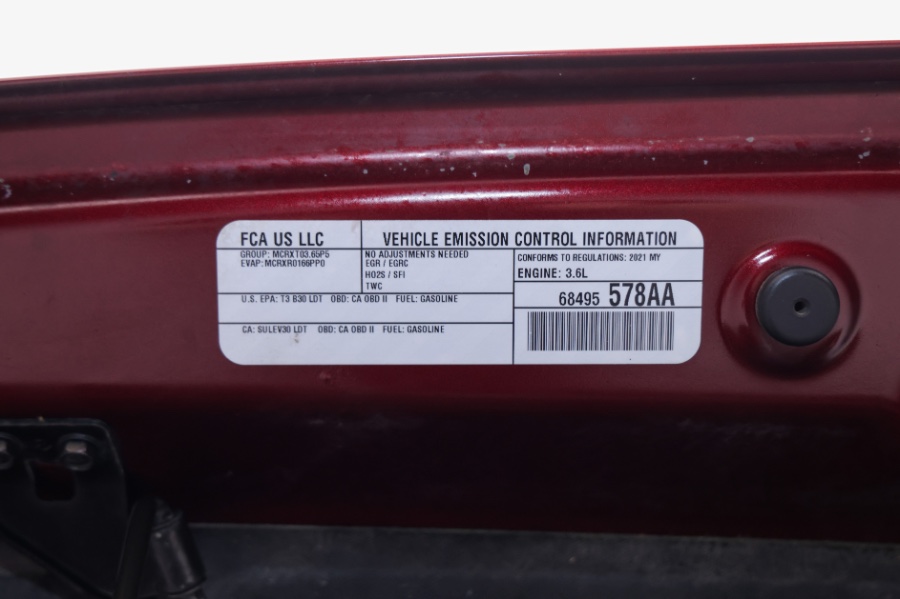 FCA US LLC
GROUP: MCRXT03.65P5
EVAP: MCRXR0166PP0
VEHICLE EMISSION CONTROL INFORMATION
NO ADJUSTMENTS NEEDED
EGR / EGRC
HO2S / SFI
TWC
CONFORMS TO REGULATIONS: 2021 MY
ENGINE: 3.6L
68495 578AA
U.S. EPA: T3 B30 LDT OBD: CA OBD II FUEL: GASOLINE
CA: SULEV30 LDT OBD: CA OBD II FUEL: GASOLINE